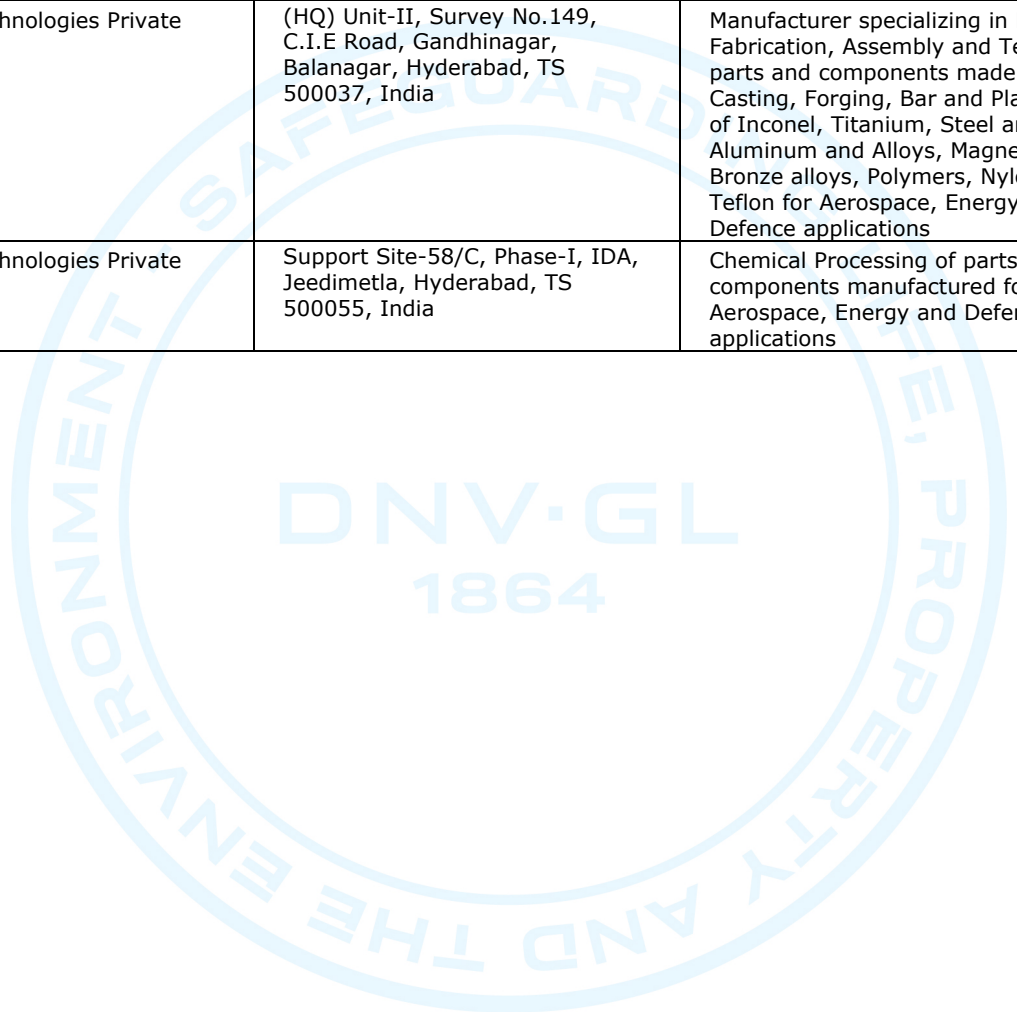 hnologies Private
(HQ) Unit-II, Survey No.149,
C.I.E Road, Gandhinagar,
Balanagar, Hyderabad, TS
500037, India
Manufacturer specializing in
Fabrication, Assembly and Te
parts and components made
Casting, Forging, Bar and Pla
of Inconel, Titanium, Steel a
Aluminum and Alloys, Magne
Bronze alloys, Polymers, Nyl
Teflon for Aerospace, Energy
Defence applications
hnologies Private
Support Site-58/C, Phase-I, IDA,
Jeedimetla, Hyderabad, TS
500055, India
Chemical Processing of parts
components manufactured fo
Aerospace, Energy and Defe
applications
SAFEGUARDING LIFE, PROPERTY AND THE ENVIRONMENT
DNV·GL
1864